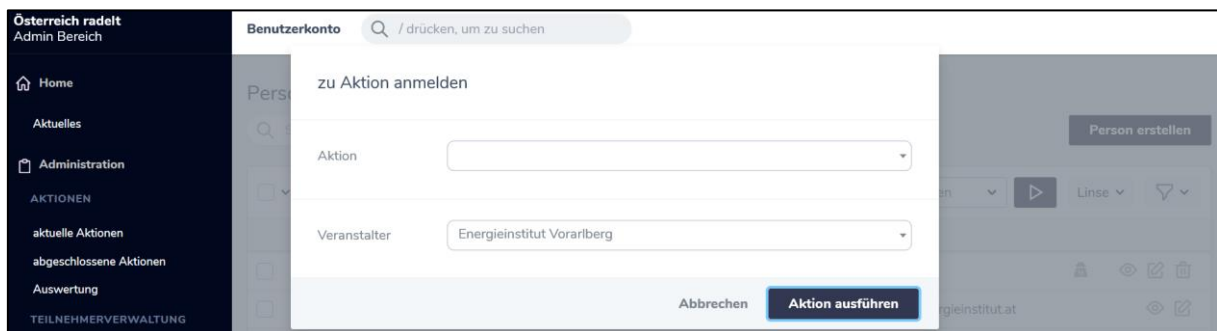 Österreich radelt
Admin Bereich
Benutzerkonto
/ drücken, um zu suchen
Home
Aktuelles
Administration
AKTIONEN
aktuelle Aktionen
abgeschlossene Aktionen
Auswertung
TEILNEHMERVERWALTUNG
zu Aktion anmelden
Aktion
Veranstalter
Energieinstitut Vorarlberg
Abbrechen
Aktion ausführen
Person erstellen
Linse